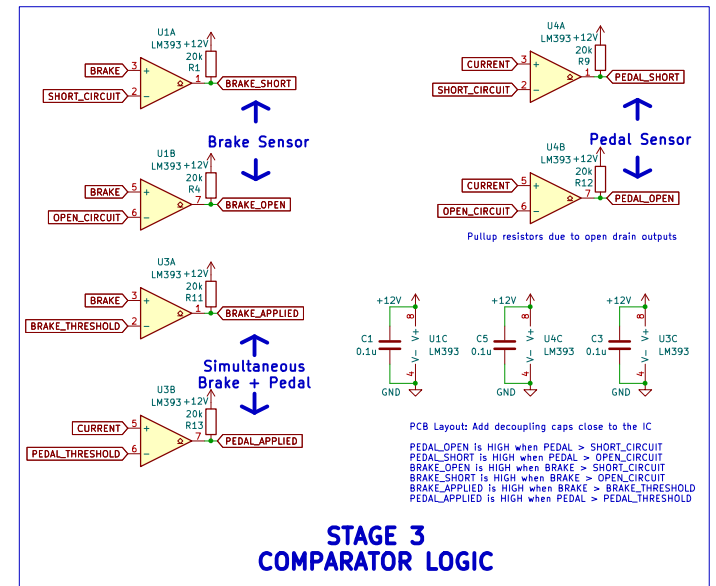 U1A
LM393
+12V
20k
R1
BRAKE
3
+
1
BRAKE_SHORT
SHORT_CIRCUIT
2
-
Brake Sensor
U1B
LM393
+12V
20k
R4
BRAKE
5
+
7
BRAKE_OPEN
OPEN_CIRCUIT
6
-
U3A
LM393
+12V
20k
R11
BRAKE
3
+
1
BRAKE_APPLIED
BRAKE_THRESHOLD
2
-
Simultaneous
Brake + Pedal
U3B
LM393
+12V
20k
R13
CURRENT
5
+
7
PEDAL_APPLIED
PEDAL_THRESHOLD
6
-
U4A
LM393
+12V
20k
R9
CURRENT
3
+
1
PEDAL_SHORT
SHORT_CIRCUIT
2
-
Pedal Sensor
U4B
LM393
+12V
20k
R12
CURRENT
5
+
7
PEDAL_OPEN
OPEN_CIRCUIT
6
-
Pullup resistors due to open drain outputs
+12V
8
V+
C1
0.1u
U1C
LM393
V-
4
GND
+12V
8
V+
C5
0.1u
U4C
LM393
V-
4
GND
+12V
8
V+
C3
0.1u
U3C
LM393
V-
4
GND
PCB Layout: Add decoupling caps close to the IC
PEDAL_OPEN is HIGH when PEDAL > SHORT_CIRCUIT
PEDAL_SHORT is HIGH when PEDAL > OPEN_CIRCUIT
BRAKE_OPEN is HIGH when BRAKE > SHORT_CIRCUIT
BRAKE_SHORT is HIGH when BRAKE > OPEN_CIRCUIT
BRAKE_APPLIED is HIGH when BRAKE > BRAKE_THRESHOLD
PEDAL_APPLIED is HIGH when PEDAL > PEDAL_THRESHOLD
STAGE 3
COMPARATOR LOGIC